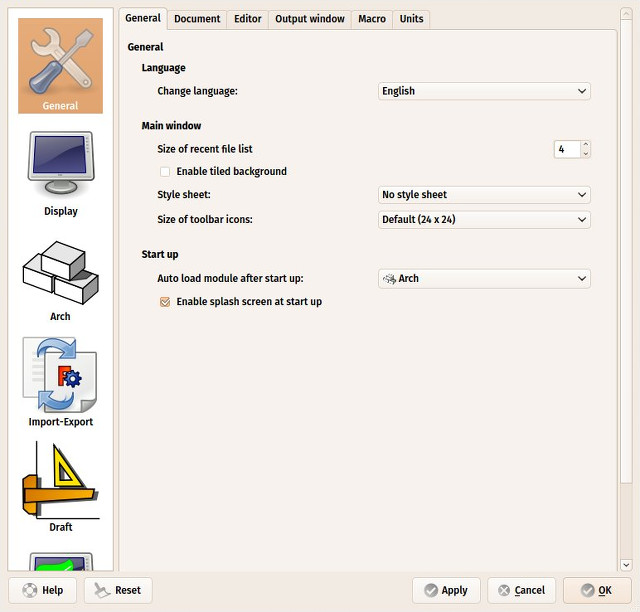 General
Display
Arch
Import-Export
Draft
General Document Editor Output window Macro Units
General
Language
Change language: English
Main window
Size of recent file list 4
Enable tiled background
Style sheet: No style sheet
Size of toolbar icons: Default (24 x 24)
Start up
Auto load module after start up: Arch
Enable splash screen at start up
Help Reset Apply Cancel OK